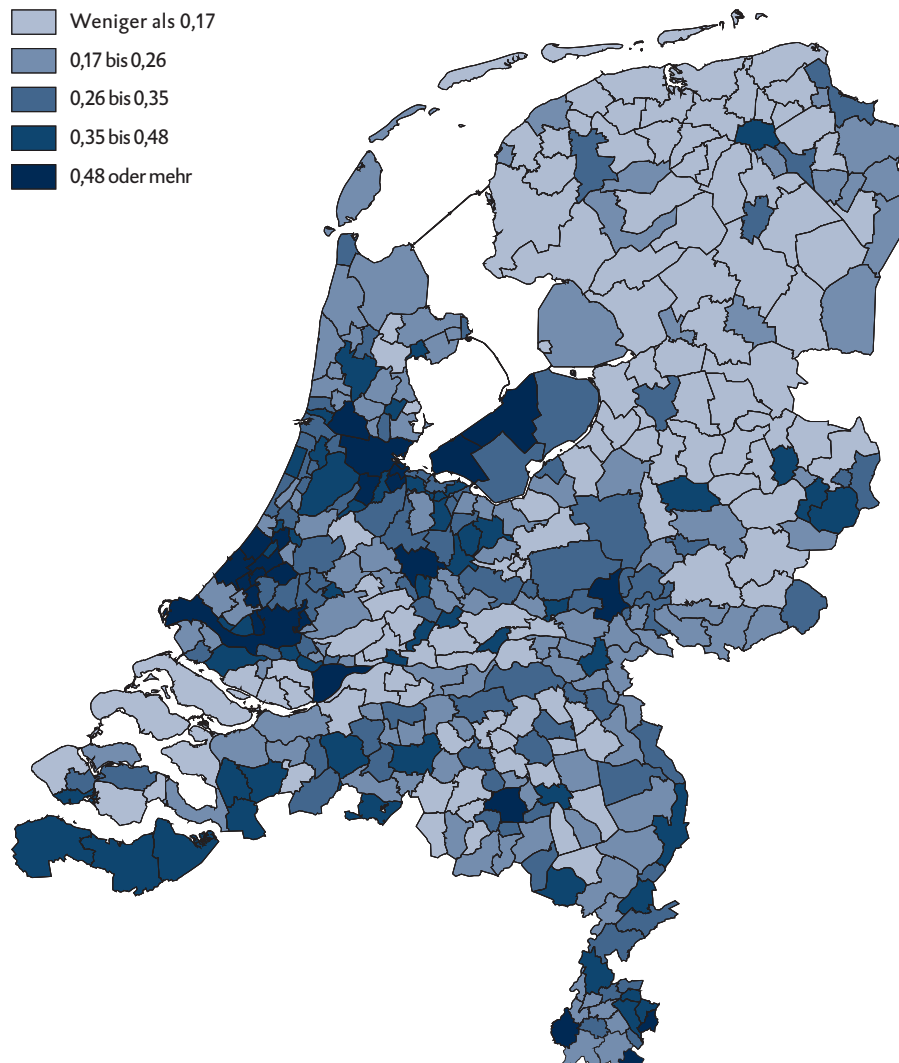 Weniger als 0,17
0,17 bis 0,26
0,26 bis 0,35
0,35 bis 0,48
0,48 oder mehr